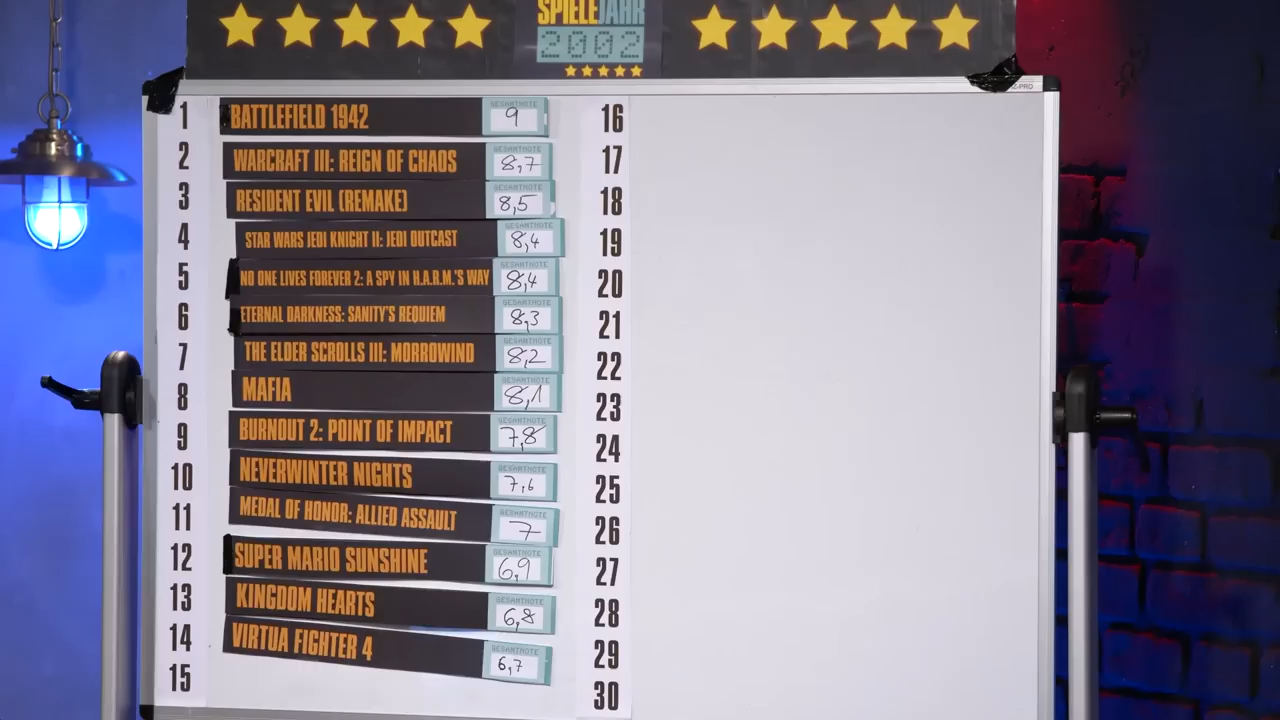 SPIELEJAHR
2002
Z-PRO
1 BATTLEFIELD 1942 GESAMTNOTE 9
2 WARCRAFT III: REIGN OF CHAOS GESAMTNOTE 8,7
3 RESIDENT EVIL (REMAKE) GESAMTNOTE 8,5
4 STAR WARS JEDI KNIGHT II: JEDI OUTCAST GESAMTNOTE 8,4
5 NO ONE LIVES FOREVER 2: A SPY IN H.A.R.M.'S WAY GESAMTNOTE 8,4
6 ETERNAL DARKNESS: SANITY'S REQUIEM GESAMTNOTE 8,3
7 THE ELDER SCROLLS III: MORROWIND GESAMTNOTE 8,2
8 MAFIA GESAMTNOTE 8,1
9 BURNOUT 2: POINT OF IMPACT GESAMTNOTE 7,8
10 NEVERWINTER NIGHTS GESAMTNOTE 7,6
11 MEDAL OF HONOR: ALLIED ASSAULT GESAMTNOTE 7
12 SUPER MARIO SUNSHINE GESAMTNOTE 6,9
13 KINGDOM HEARTS GESAMTNOTE 6,8
14 VIRTUA FIGHTER 4 GESAMTNOTE 6,7
15
16
17
18
19
20
21
22
23
24
25
26
27
28
29
30